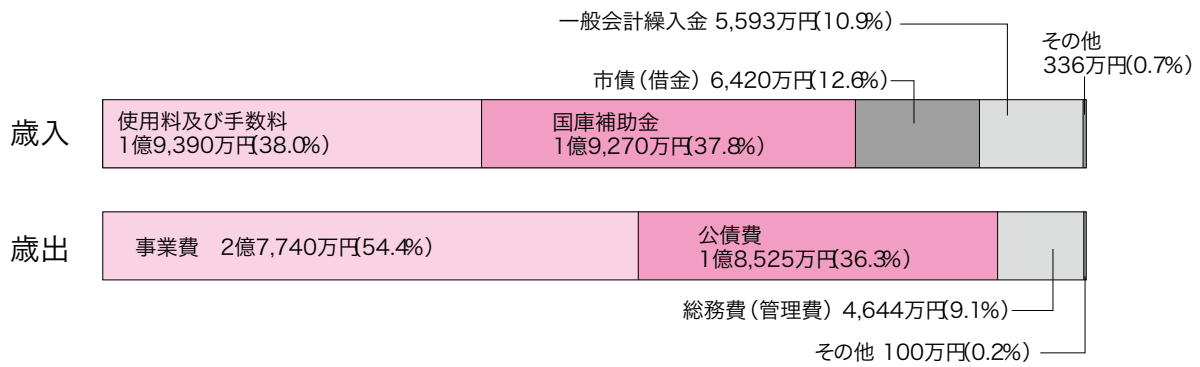 一般会計繰入金 5,593万円(10.9%)
その他
336万円(0.7%)
市債(借金) 6,420万円(12.6%)
歳入
使用料及び手数料
1億9,390万円(38.0%)
国庫補助金
1億9,270万円(37.8%)
歳出
事業費 2億7,740万円(54.4%)
公債費
1億8,525万円(36.3%)
総務費(管理費) 4,644万円(9.1%)
その他 100万円(0.2%)